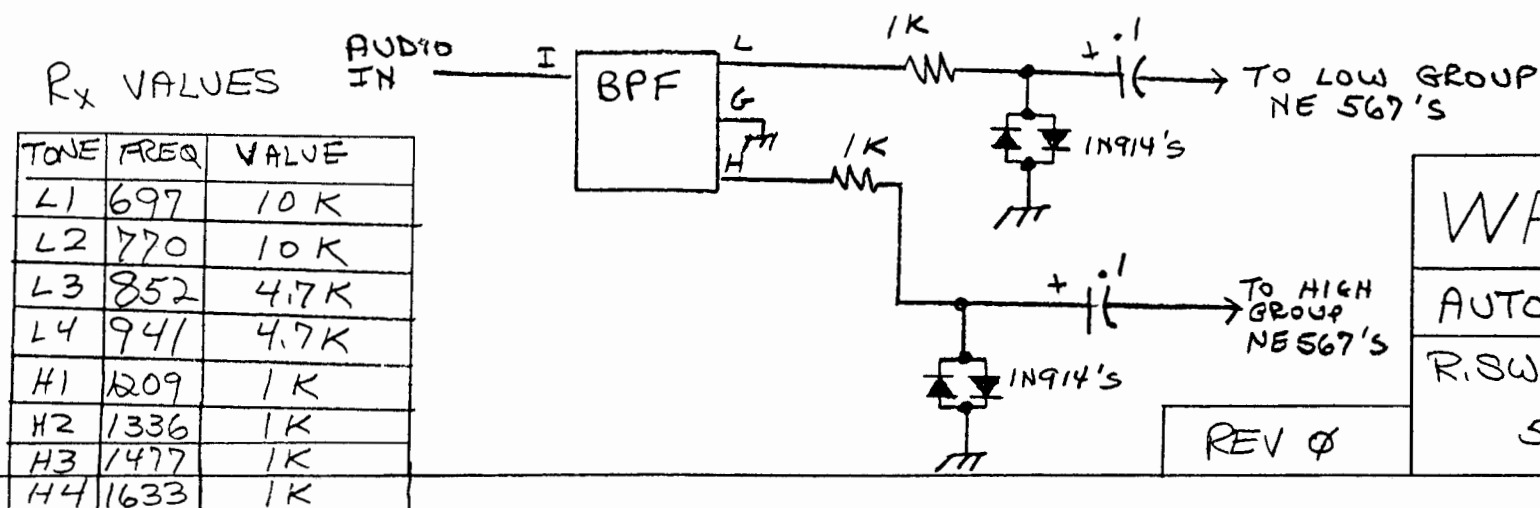 Rx VALUES
TONE FREQ VALUE
L1 697 10 K
L2 770 10 K
L3 852 4.7K
L4 941 4.7K
H1 1209 1 K
H2 1336 1K
H3 1477 1K
H4 1633 1K
AUDIO
IN
I
BPF
L
G
H
1K
+ .1
TO LOW GROUP
NE 567'S
1N914'S
1K
+ .1
TO HIGH
GROUP
NE567'S
1N914'S
REV Ø
AUTO
R.SW
S